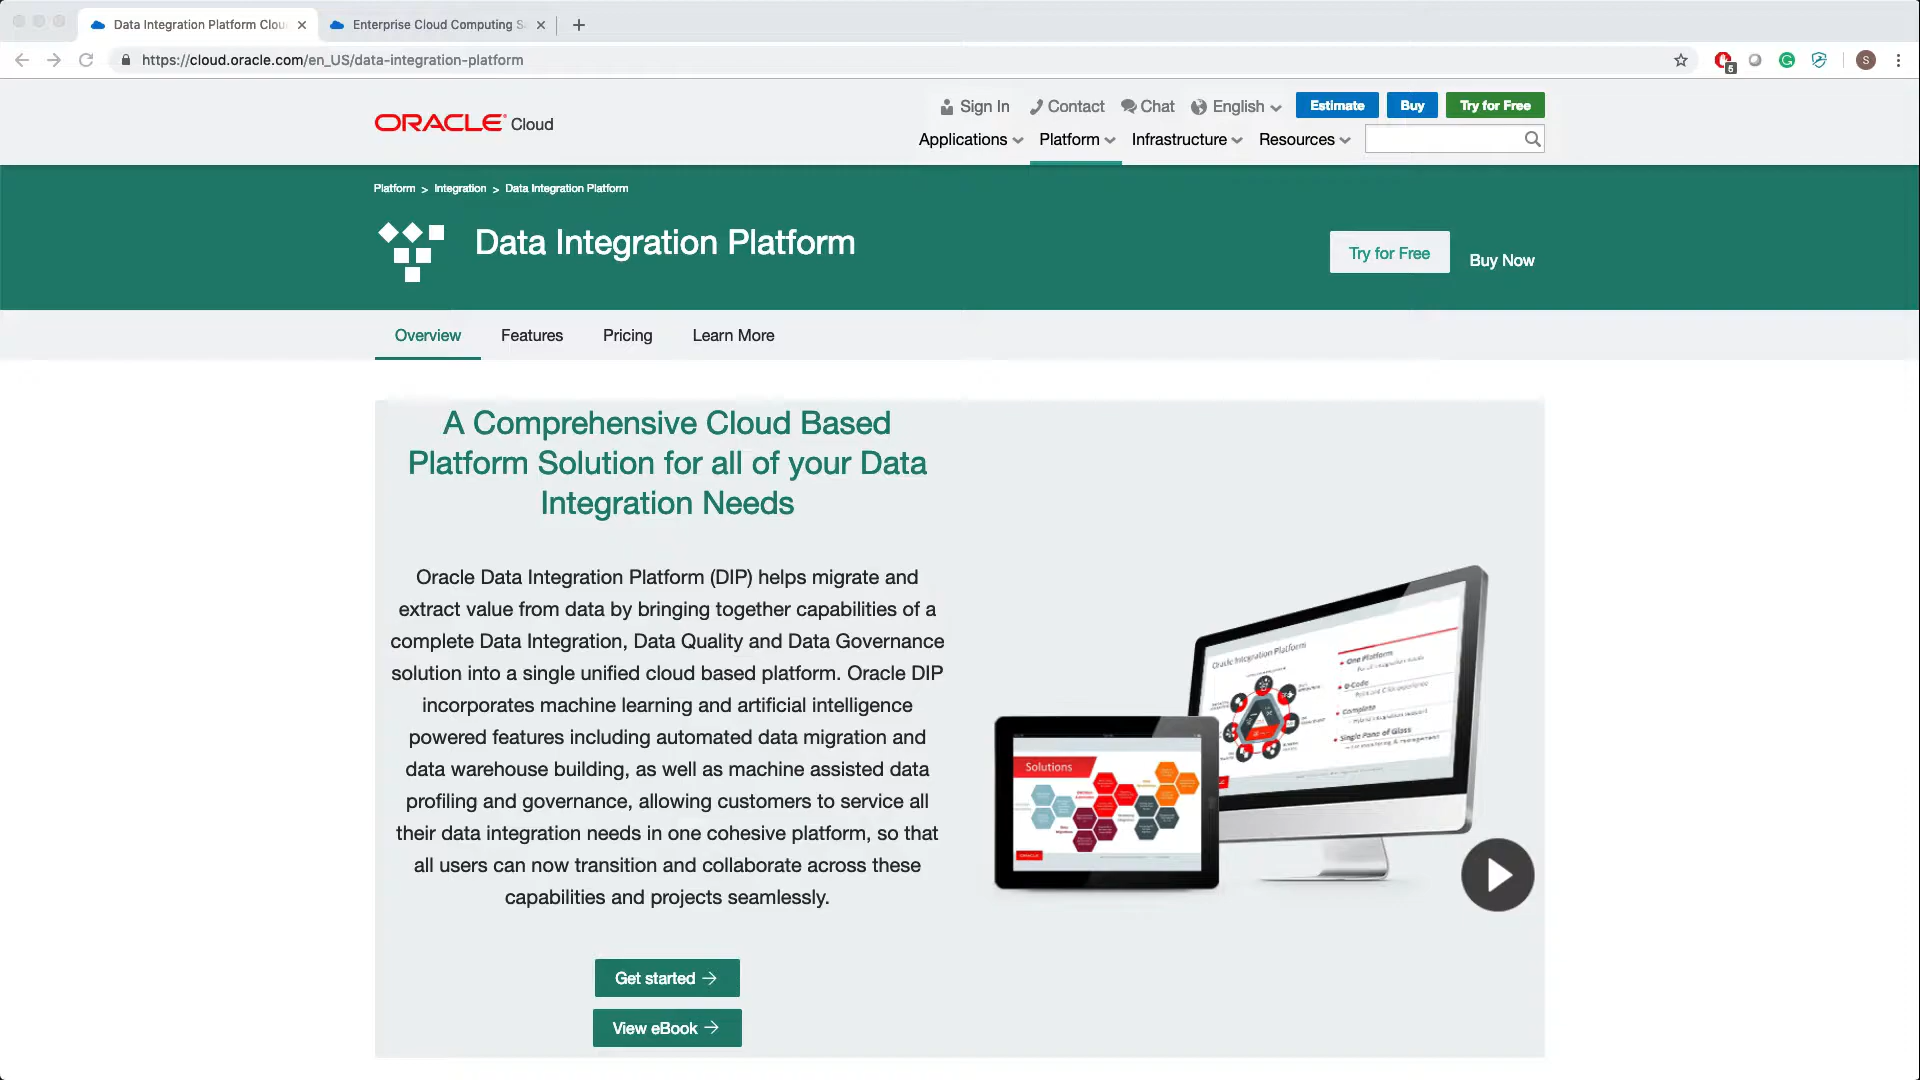 Data Integration Platform Clou
Enterprise Cloud Computing S
https://cloud.oracle.com/en_US/data-integration-platform
6
S
ORACLE Cloud
Sign In Contact Chat English Estimate Buy Try for Free
Applications Platform Infrastructure Resources
Platform > Integration > Data Integration Platform
Data Integration Platform
Try for Free
Buy Now
Overview Features Pricing Learn More
A Comprehensive Cloud Based
Platform Solution for all of your Data
Integration Needs
Oracle Data Integration Platform (DIP) helps migrate and
extract value from data by bringing together capabilities of a
complete Data Integration, Data Quality and Data Governance
solution into a single unified cloud based platform. Oracle DIP
incorporates machine learning and artificial intelligence
powered features including automated data migration and
data warehouse building, as well as machine assisted data
profiling and governance, allowing customers to service all
their data integration needs in one cohesive platform, so that
all users can now transition and collaborate across these
capabilities and projects seamlessly.
Get started
View eBook
Oracle Integration Platform
One Platform
Complete
Single Pane of Glass
Solutions
ORACLE